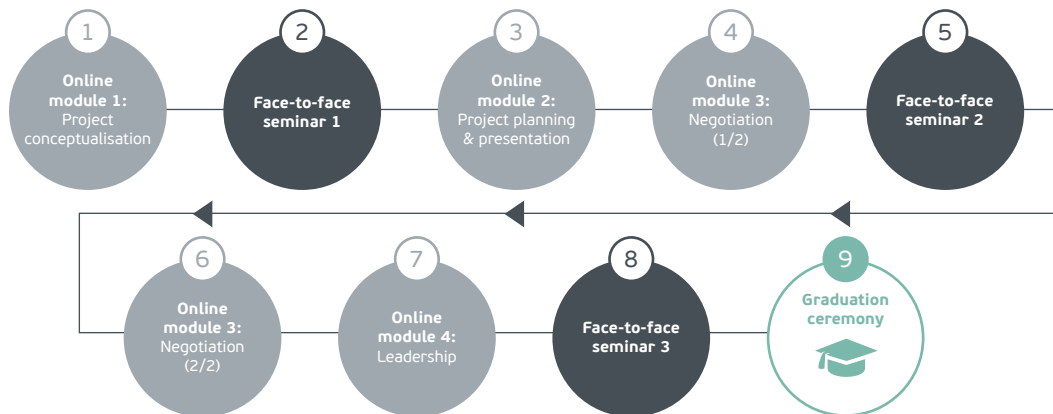 1
Online
module 1:
Project
conceptualisation
2
Face-to-face
seminar 1
3
Online
module 2:
Project planning
& presentation
4
Online
module 3:
Negotiation
(1/2)
5
Face-to-face
seminar 2
6
Online
module 3:
Negotiation
(2/2)
7
Online
module 4:
Leadership
8
Face-to-face
seminar 3
9
Graduation
ceremony